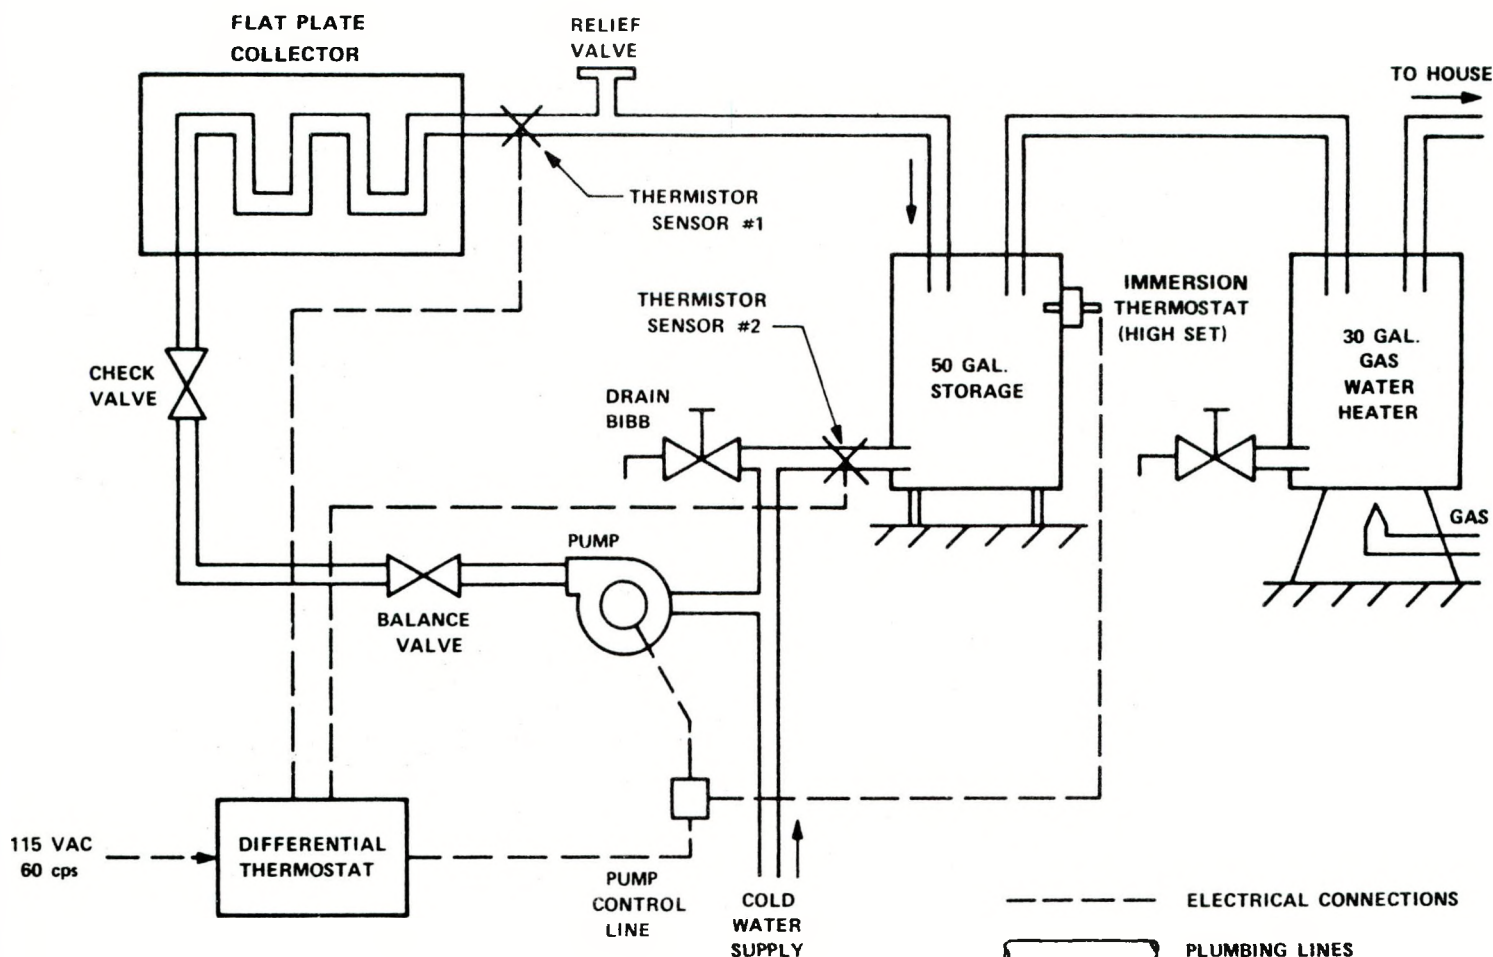 FLAT PLATE
COLLECTOR
RELIEF
VALVE
TO HOUSE
THERMISTOR
SENSOR #1
THERMISTOR
SENSOR #2
IMMERSION
THERMOSTAT
(HIGH SET)
50 GAL.
STORAGE
30 GAL.
GAS
WATER
HEATER
CHECK
VALVE
DRAIN
BIBB
GAS
PUMP
BALANCE
VALVE
115 VAC
60 cps
DIFFERENTIAL
THERMOSTAT
PUMP
CONTROL
LINE
COLD
WATER
SUPPLY
ELECTRICAL CONNECTIONS
PLUMBING LINES